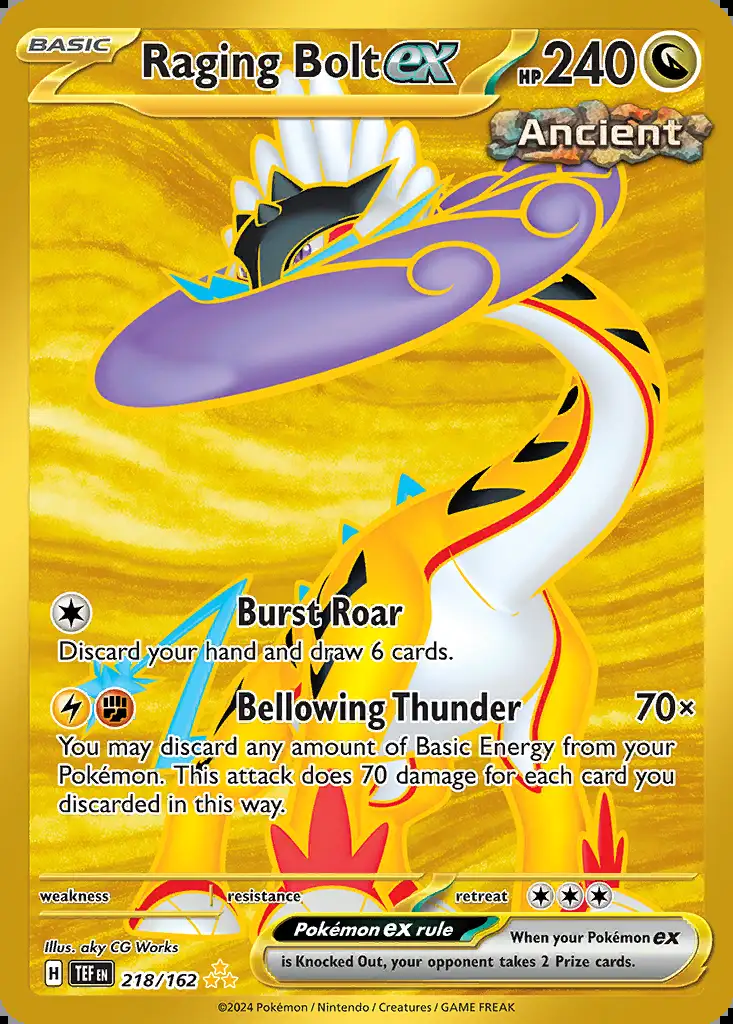 BASIC
Raging Bolt ex
HP 240
Ancient
Burst Roar
Discard your hand and draw 6 cards.
Bellowing Thunder 70×
You may discard any amount of Basic Energy from your
Pokémon. This attack does 70 damage for each card you
discarded in this way.
weakness resistance retreat
Pokémon ex rule When your Pokémon ex
is Knocked Out, your opponent takes 2 Prize cards.
Illus. aky CG Works
H TEF EN 218/162
©2024 Pokémon / Nintendo / Creatures / GAME FREAK